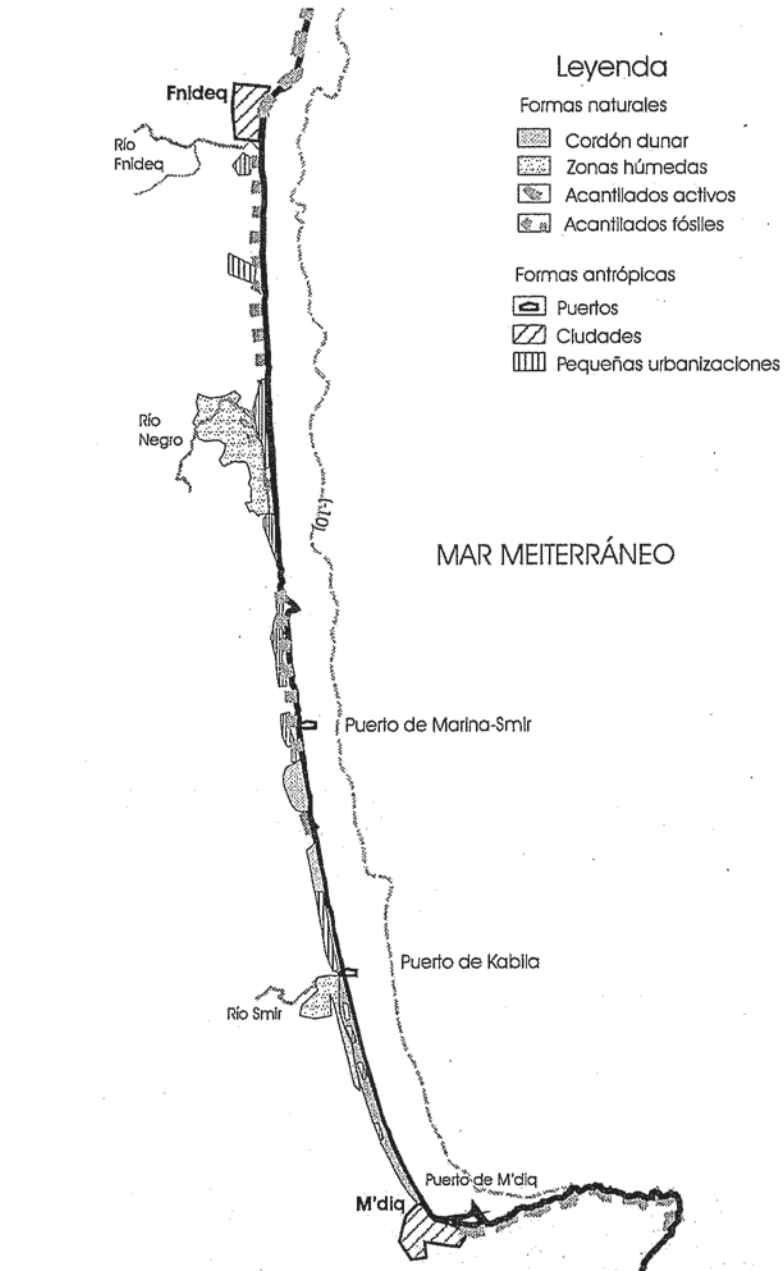 Leyenda
Formas naturales
Cordón dunar
Zonas húmedas
Acantilados activos
Acantilados fósiles
Formas antrópicas
Puertos
Ciudades
Pequeñas urbanizaciones
Fnideq
Río
Fnideq
Río
Negro
(-10)
MAR MEITERRÁNEO
Puerto de Marina-Smir
Puerto de Kabila
Río Smir
Puerto de M'diq
M'diq